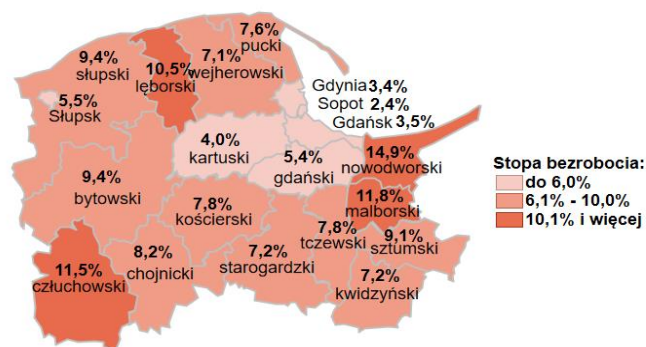 7,6%
pucki
9,4%
słupski
7,1%
wejherowski
10,5%
lęborski
Gdynia 3,4%
Sopot 2,4%
Gdańsk 3,5%
5,5%
Słupsk
4,0%
kartuski
5,4%
gdański
14,9%
nowodworski
Stopa bezrobocia:
do 6,0%
6,1% - 10,0%
10,1% i więcej
9,4%
bytowski
7,8%
kościerski
11,8%
malborski
7,8%
tczewski
9,1%
sztumski
11,5%
człuchowski
8,2%
chojnicki
7,2%
starogardzki
7,2%
kwidzyński